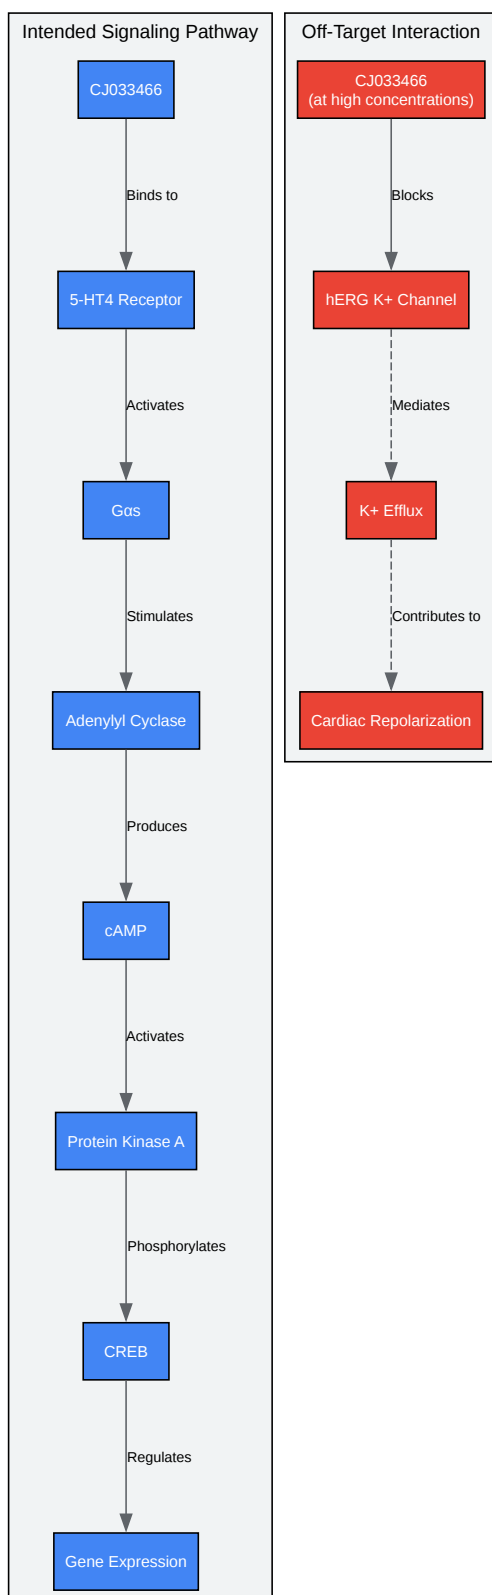 Intended Signaling Pathway
CJ033466
Binds to
5-HT4 Receptor
Activates
Gαs
Stimulates
Adenylyl Cyclase
Produces
cAMP
Activates
Protein Kinase A
Phosphorylates
CREB
Regulates
Gene Expression
Off-Target Interaction
CJ033466
(at high concentrations)
Blocks
hERG K+ Channel
Mediates
K+ Efflux
Contributes to
Cardiac Repolarization